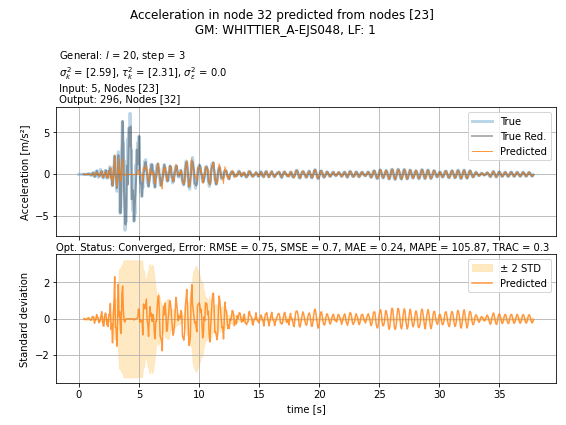 Acceleration in node 32 predicted from nodes [23]
GM: WHITTIER_A-EJS048, LF: 1
General: l = 20, step = 3
σ²ₖ = [2.59], τ²ₖ = [2.31], σ²ε = 0.0
Input: 5, Nodes [23]
Output: 296, Nodes [32]
Acceleration [m/s²]
5
0
−5
True
True Red.
Predicted
Opt. Status: Converged, Error: RMSE = 0.75, SMSE = 0.7, MAE = 0.24, MAPE = 105.87, TRAC = 0.3
Standard deviation
2
0
−2
± 2 STD
Predicted
0 5 10 15 20 25 30 35
time [s]